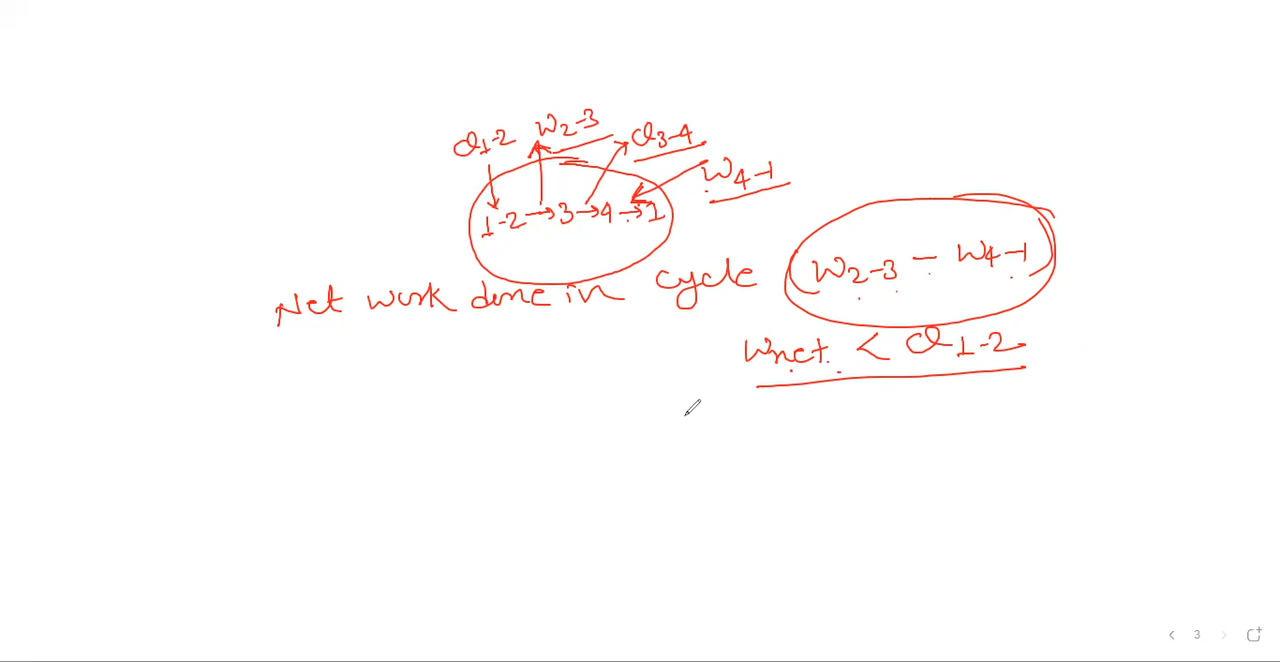 Q1-2 W2-3 Q3-4
W4-1
1-2→3→4→1
Net work done in cycle W2-3 - W4-1
Wnet. < Q1-2
3